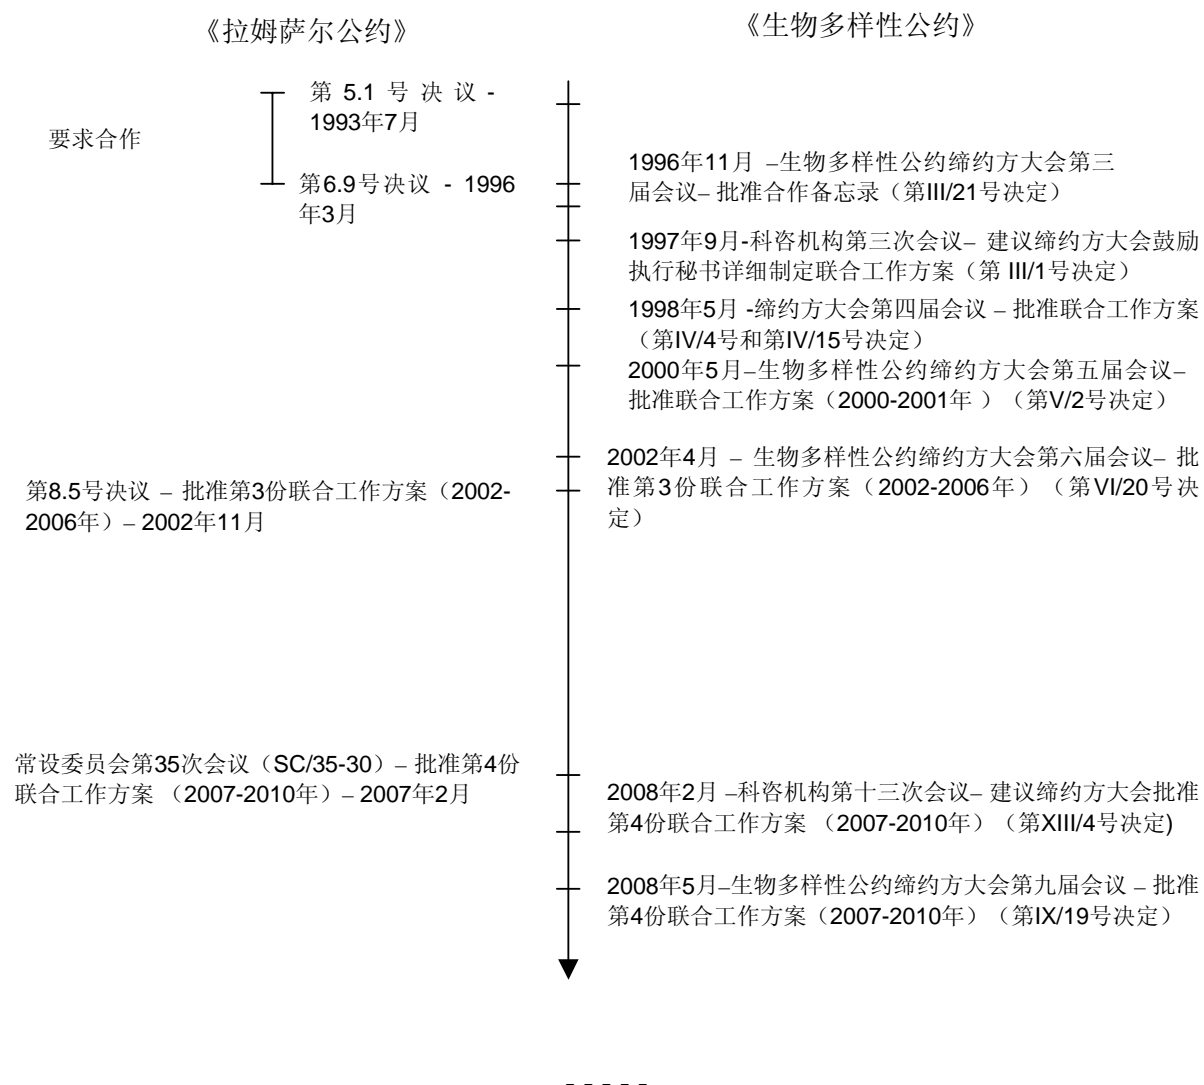 《拉姆萨尔公约》
《生物多样性公约》
第 5.1 号 决 议 -
1993年7月
要求合作
第6.9号决议 - 1996
年3月
1996年11月 –生物多样性公约缔约方大会第三
届会议– 批准合作备忘录（第III/21号决定）
1997年9月-科咨机构第三次会议– 建议缔约方大会鼓励
执行秘书详细制定联合工作方案（第 III/1号决定）
1998年5月 -缔约方大会第四届会议 – 批准联合工作方案
（第IV/4号和第IV/15号决定）
2000年5月–生物多样性公约缔约方大会第五届会议–
批准联合工作方案（2000-2001年 ）（第V/2号决定）
2002年4月 – 生物多样性公约缔约方大会第六届会议– 批
准第3份联合工作方案（2002-2006年）（第VI/20号决
定）
第8.5号决议 – 批准第3份联合工作方案（2002-
2006年）– 2002年11月
常设委员会第35次会议（SC/35-30）– 批准第4份
联合工作方案 （2007-2010年）– 2007年2月
2008年2月 –科咨机构第十三次会议– 建议缔约方大会批准
第4份联合工作方案 （2007-2010年）（第XIII/4号决定)
2008年5月–生物多样性公约缔约方大会第九届会议 – 批准
第4份联合工作方案（2007-2010年）（第IX/19号决定）
-----